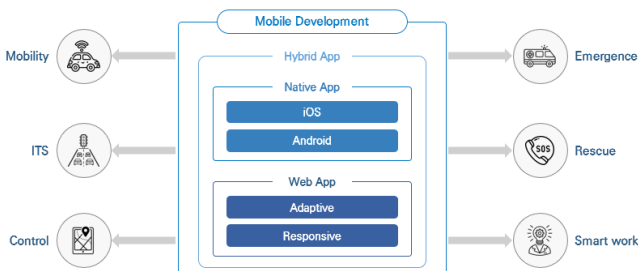 Mobile Development
Mobility
Hybrid App
Emergence
Native App
iOS
Android
ITS
SOS
Rescue
Web App
Adaptive
Responsive
Control
Smart work